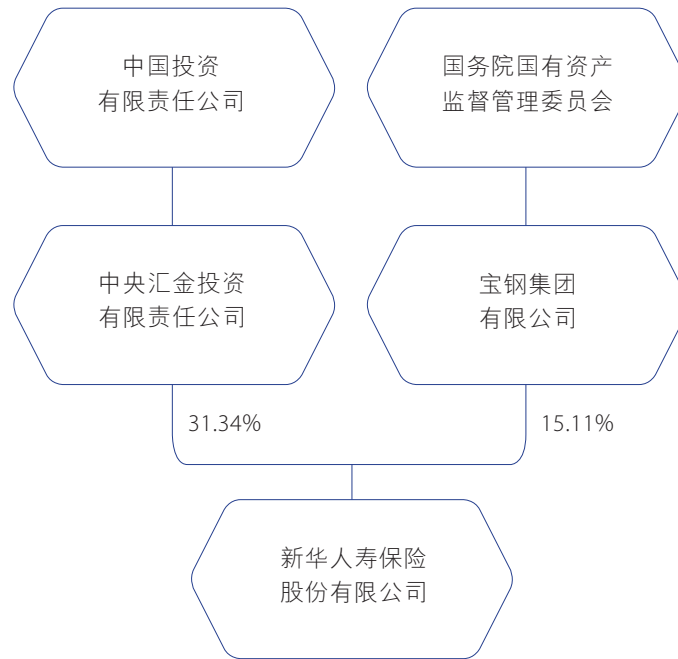 中国投资
有限责任公司
国务院国有资产
监督管理委员会
中央汇金投资
有限责任公司
宝钢集团
有限公司
31.34%
15.11%
新华人寿保险
股份有限公司